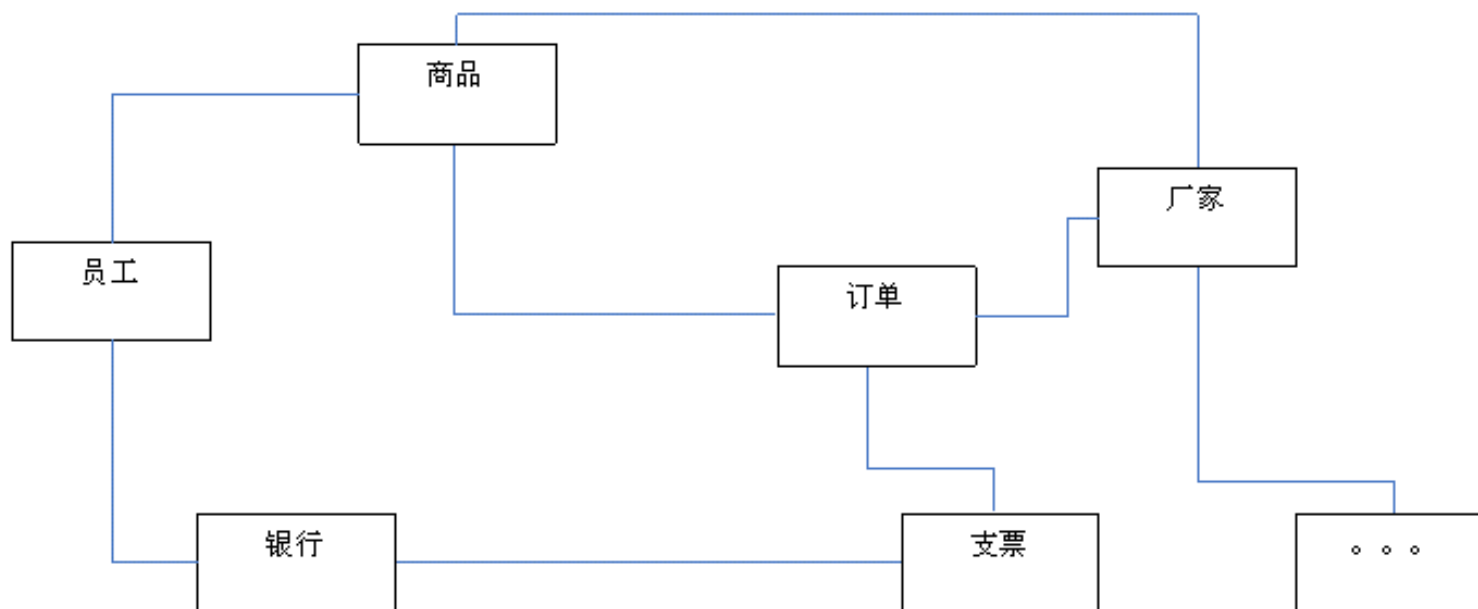 商品
厂家
员工
订单
银行
支票
。。。